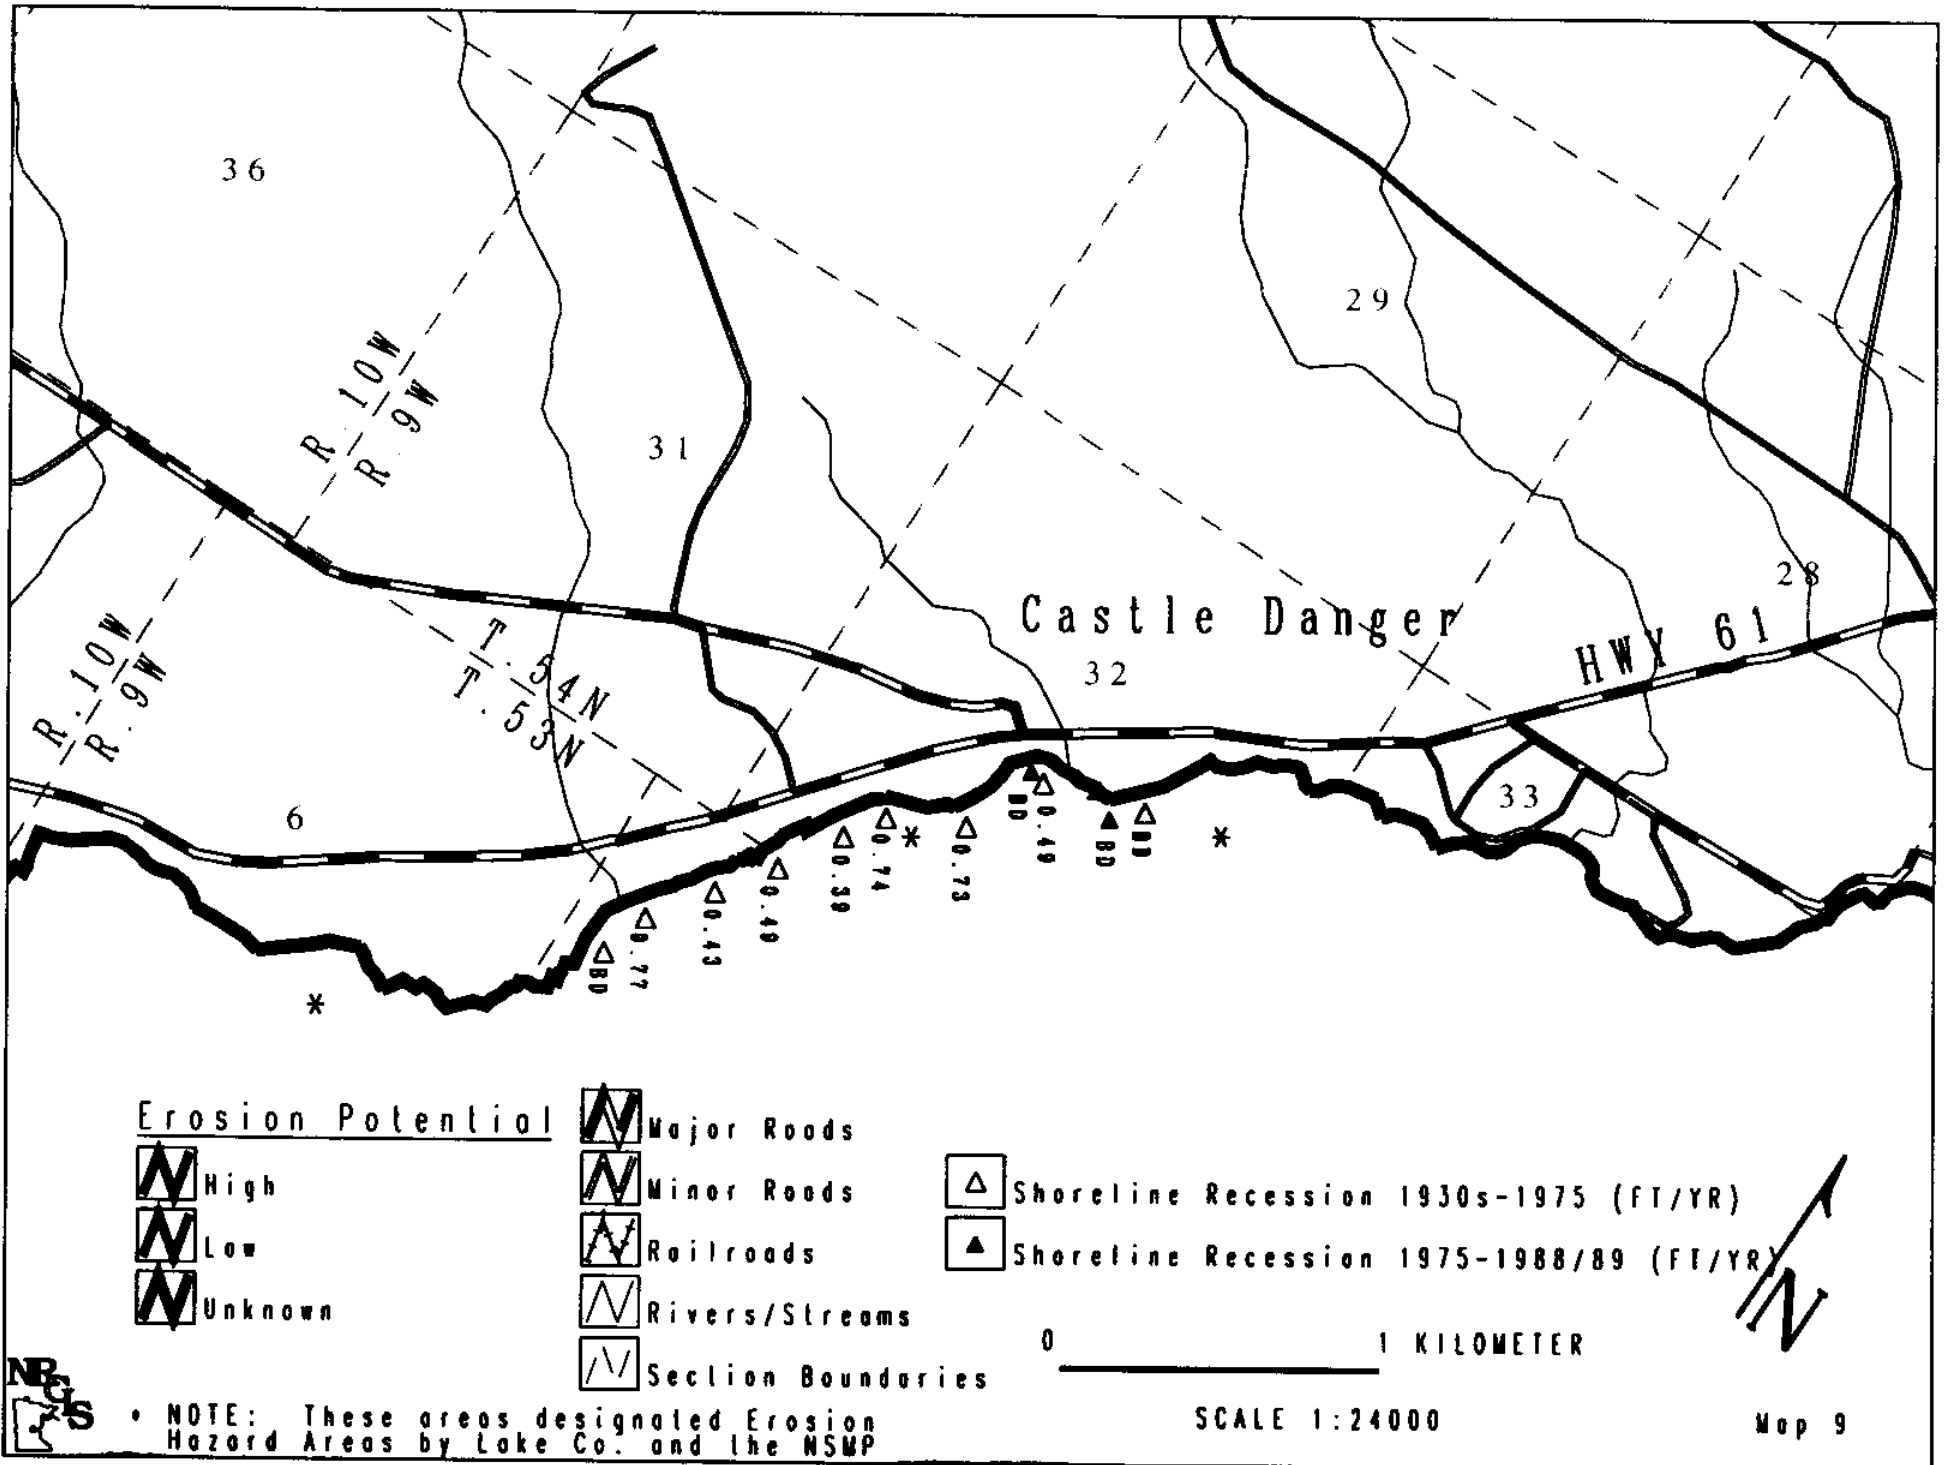 36
29
R 10W
R 9W
31
28
Castle Danger
HWY 61
T.54N
T.53N
32
R.10W
R 9W
6
33
BD
0.77
0.43
0.49
0.39
0.74
*
0.73
BD
0.49
BD
BD
*
*
Erosion Potential
High
Low
Unknown
Major Roads
Minor Roads
Railroads
Rivers/Streams
Section Boundaries
Shoreline Recession 1930s-1975 (FT/YR)
Shoreline Recession 1975-1988/89 (FT/YR)
N
0 1 KILOMETER
SCALE 1:24000
Map 9
NRGIS
* NOTE: These areas designated Erosion
Hazard Areas by Lake Co. and the NSMP